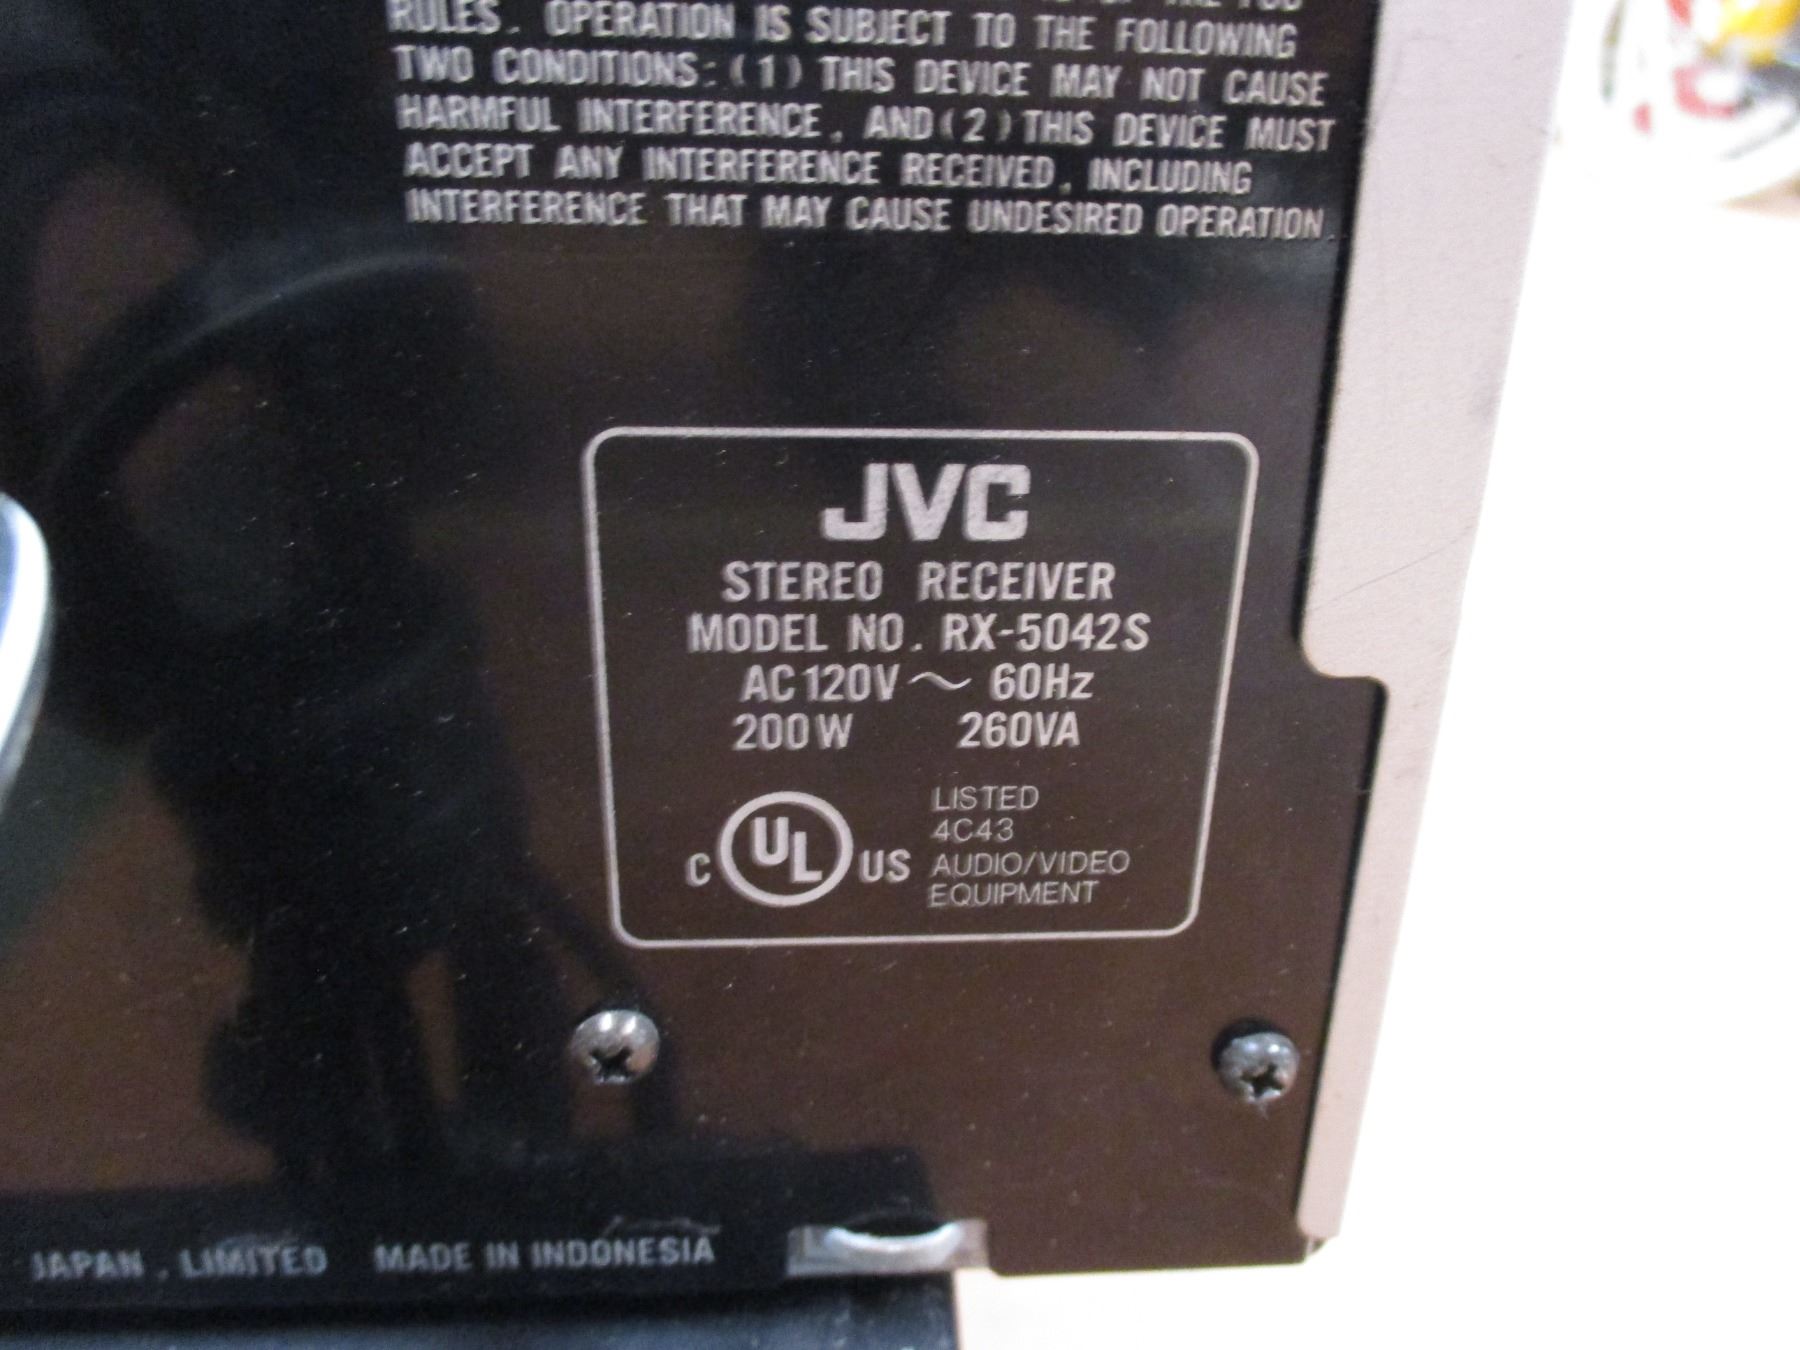 THE FCC
RULES. OPERATION IS SUBJECT TO THE FOLLOWING
TWO CONDITIONS: (1) THIS DEVICE MAY NOT CAUSE
HARMFUL INTERFERENCE, AND (2) THIS DEVICE MUST
ACCEPT ANY INTERFERENCE RECEIVED, INCLUDING
INTERFERENCE THAT MAY CAUSE UNDESIRED OPERATION.
JVC
STEREO RECEIVER
MODEL NO. RX-5042S
AC 120V ~ 60Hz
200W 260VA
C UL US
LISTED
4C43
AUDIO/VIDEO
EQUIPMENT
JAPAN, LIMITED MADE IN INDONESIA